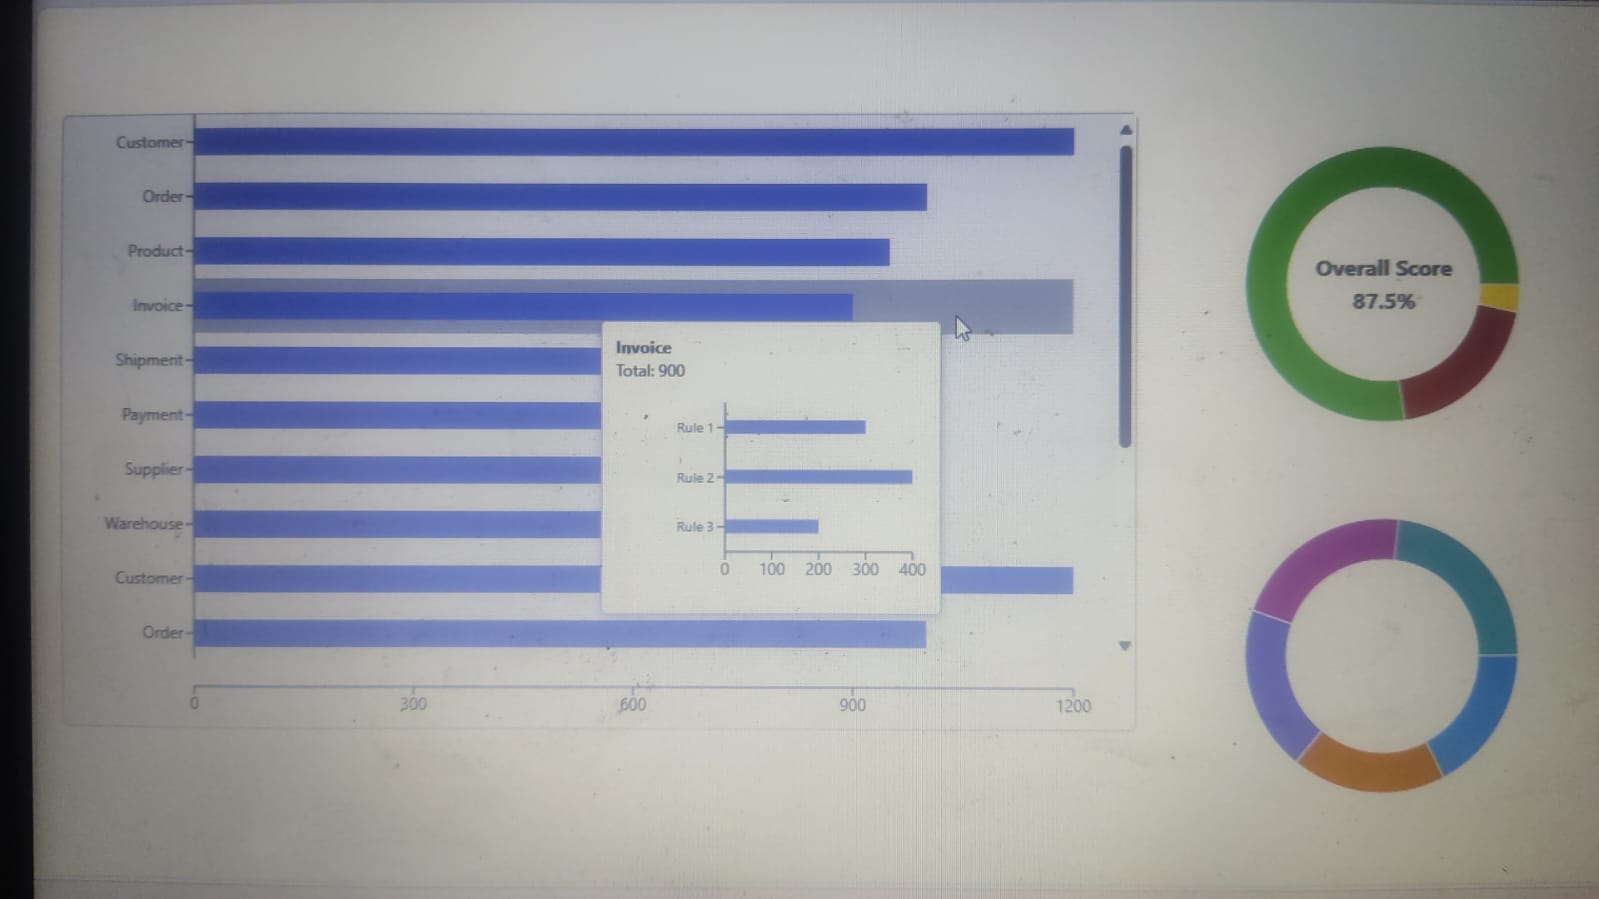 Customer
Order
Product
Invoice
Shipment
Payment
Supplier
Warehouse
Customer
Order
0 300 600 900 1200
Invoice
Total: 900
Rule 1
Rule 2
Rule 3
0 100 200 300 400
Overall Score
87.5%